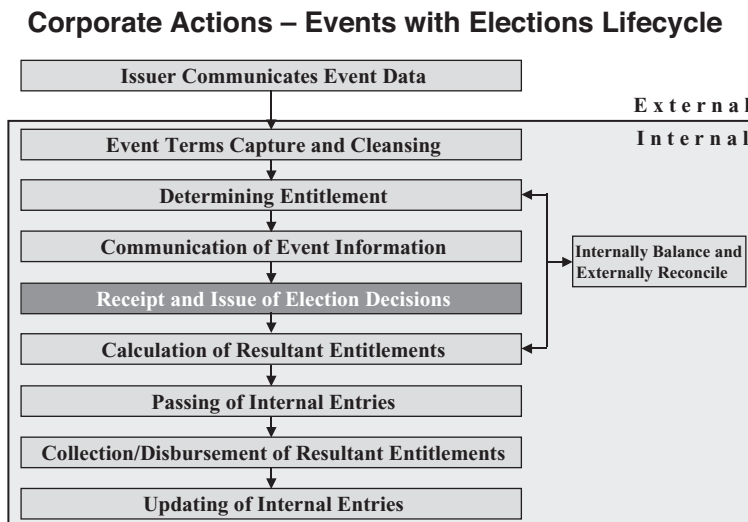 Corporate Actions – Events with Elections Lifecycle
Issuer Communicates Event Data
External
Internal
Event Terms Capture and Cleansing
Determining Entitlement
Communication of Event Information
Internally Balance and
Externally Reconcile
Receipt and Issue of Election Decisions
Calculation of Resultant Entitlements
Passing of Internal Entries
Collection/Disbursement of Resultant Entitlements
Updating of Internal Entries